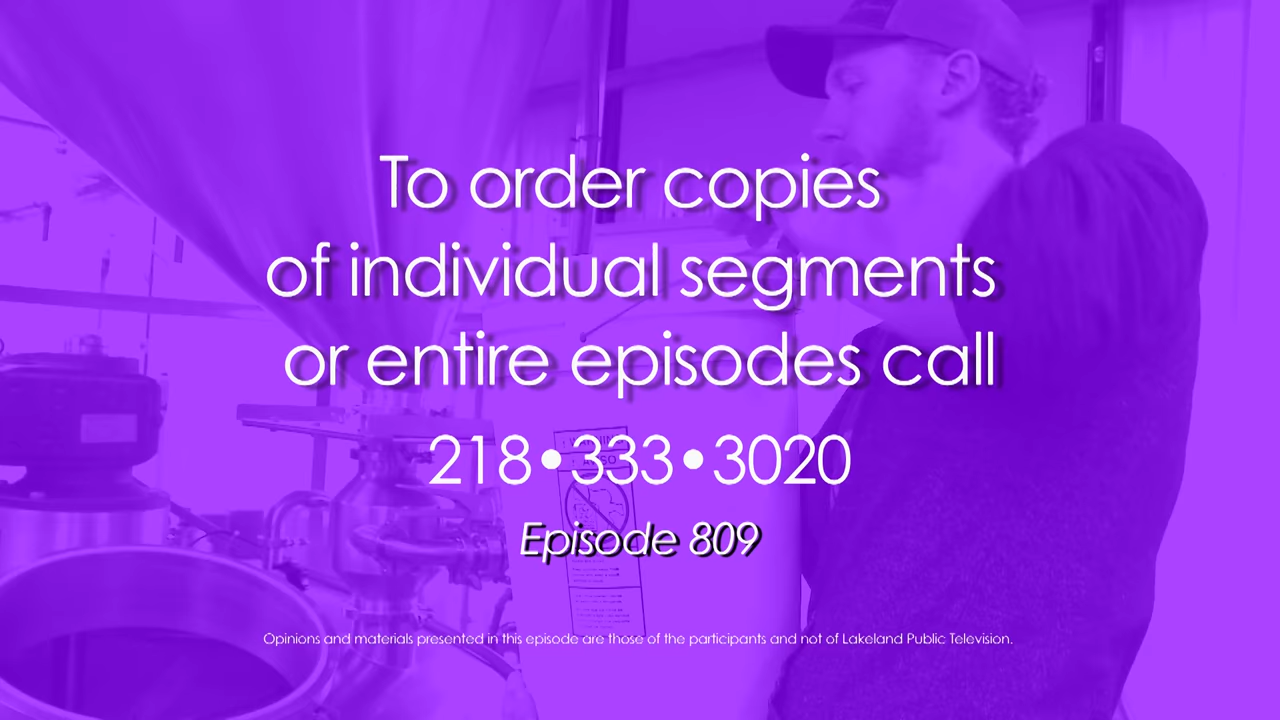 To order copies
of individual segments
or entire episodes call
218•333•3020
Episode 809
Opinions and materials presented in this episode are those of the participants and not of Lakeland Public Television.